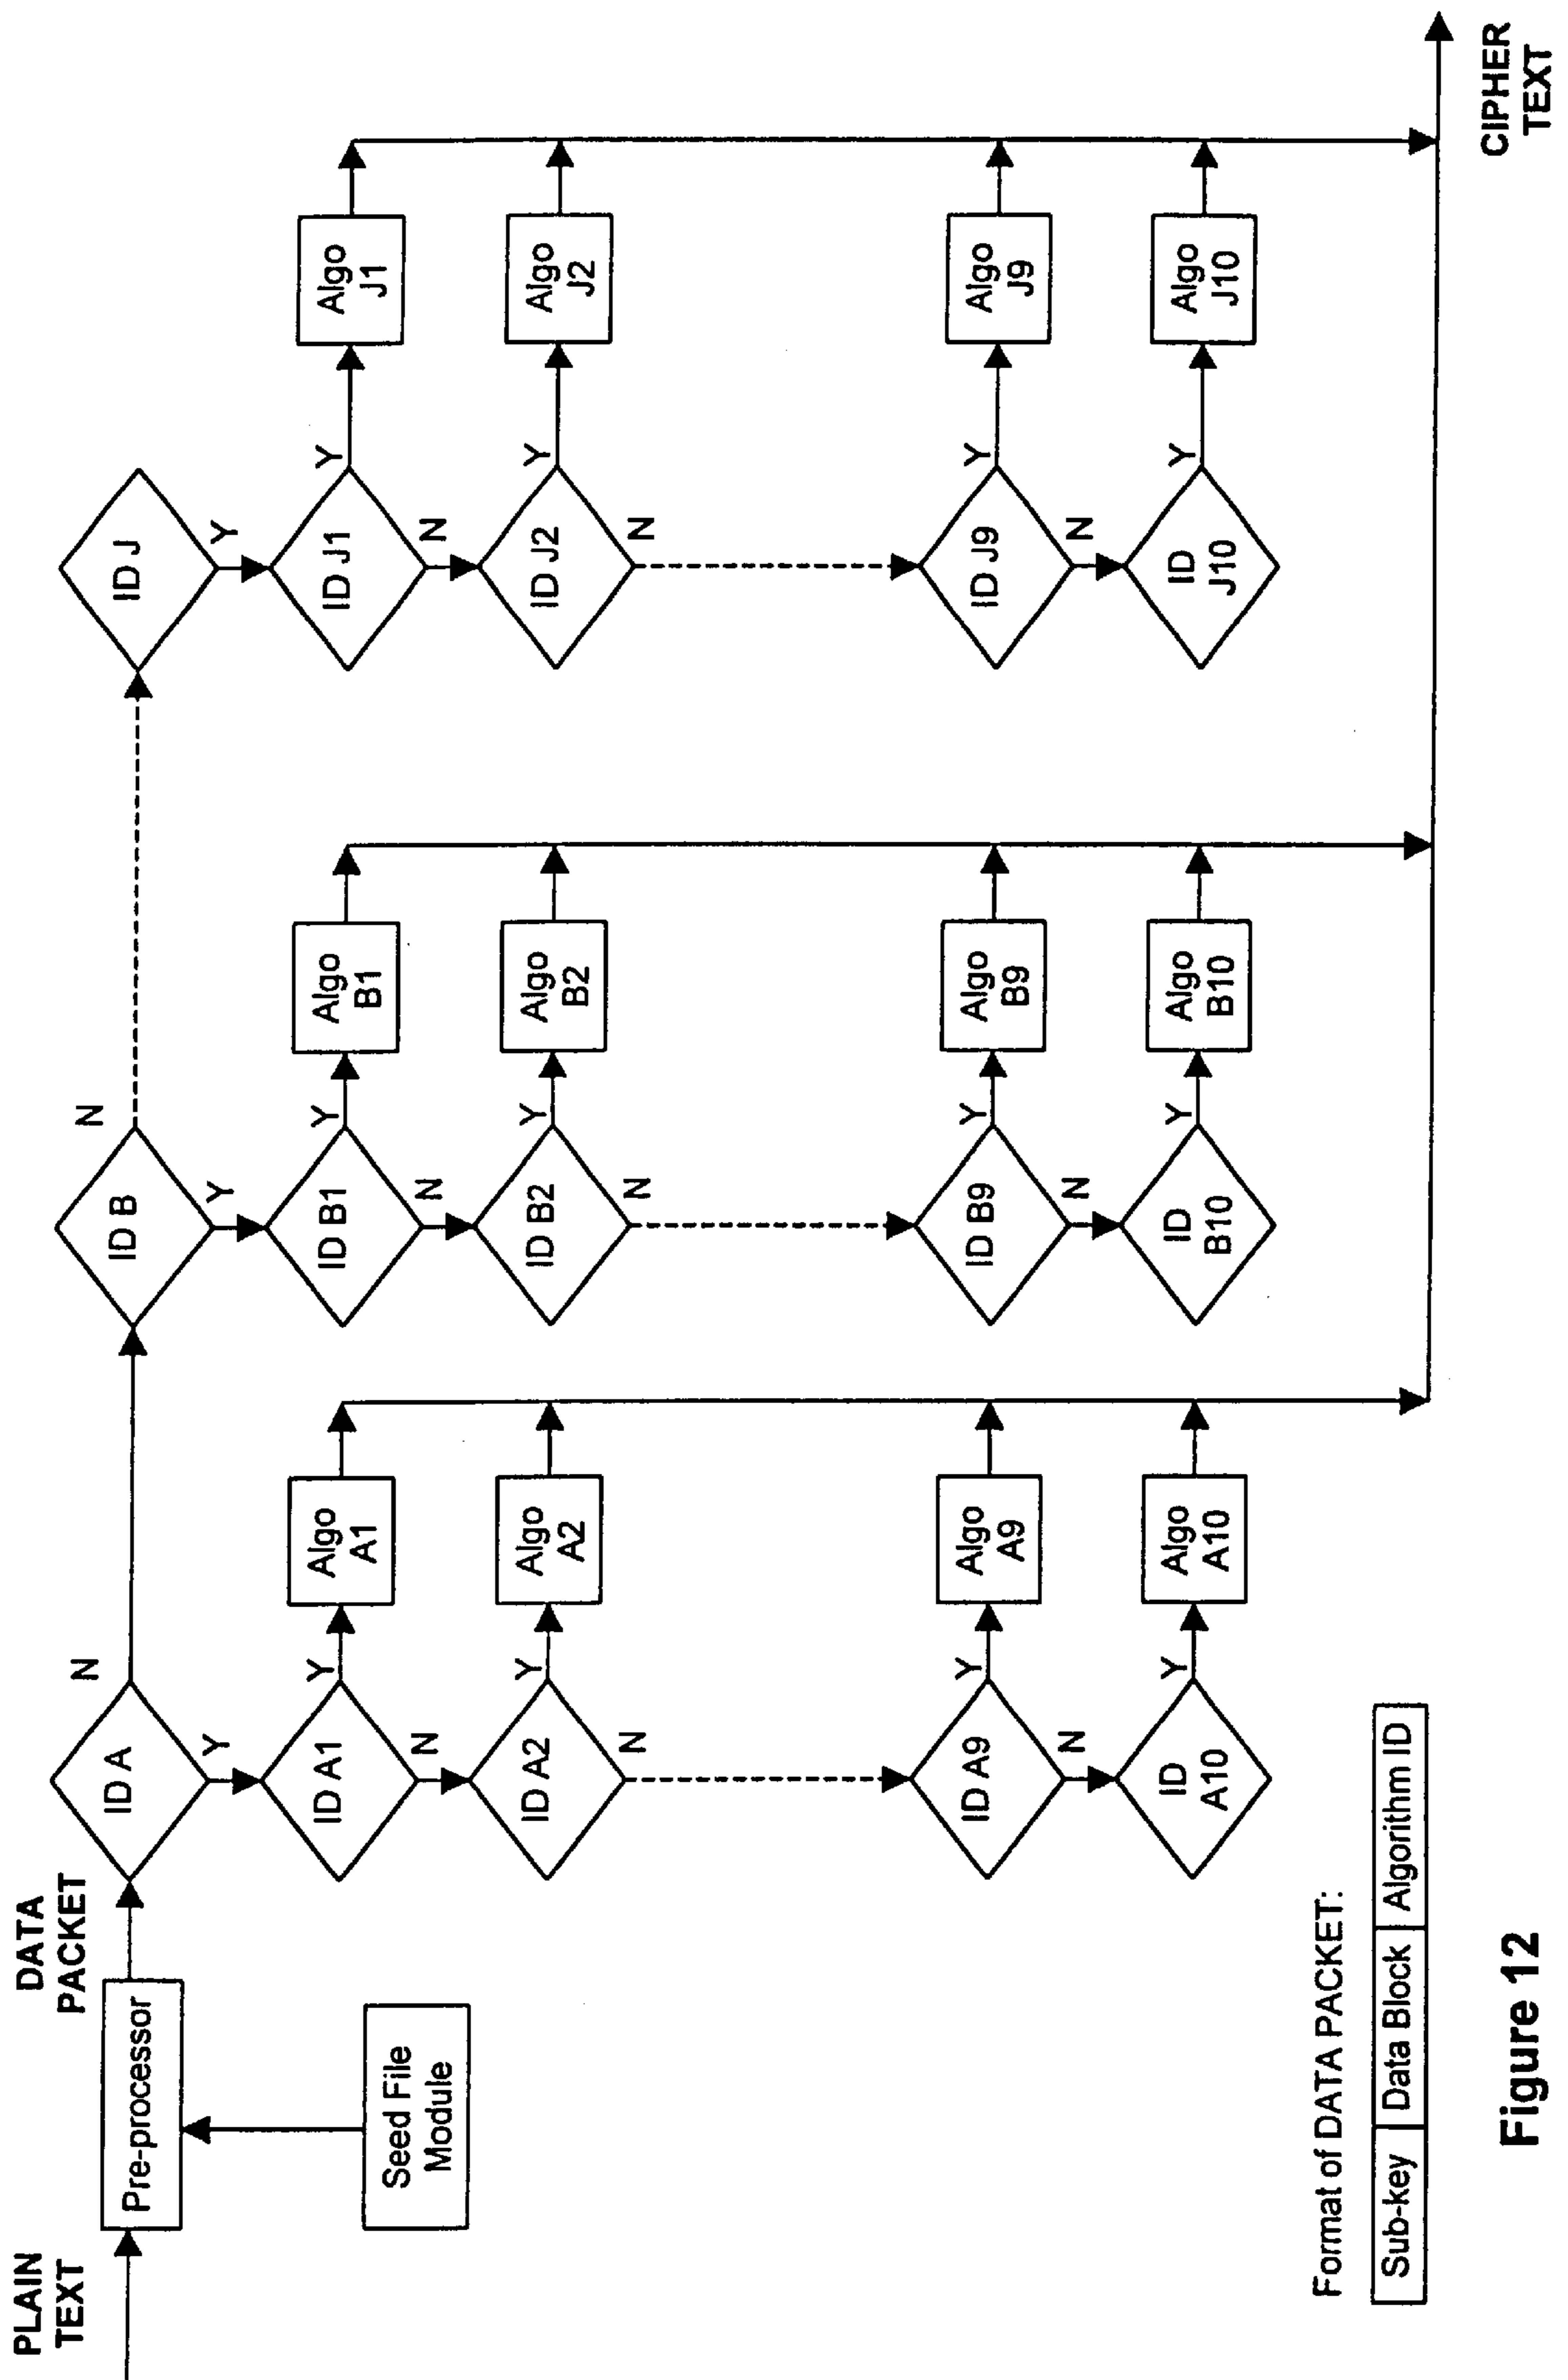 PLAIN
TEXT
Pre-processor
Seed File
Module
DATA
PACKET
ID A
N
Y
ID A1
Y
Algo
A1
N
ID A2
Y
Algo
A2
N
ID A9
Y
Algo
A9
N
ID
A10
Y
Algo
A10
ID B
N
Y
ID B1
Y
Algo
B1
N
ID B2
Y
Algo
B2
N
ID B9
Y
Algo
B9
N
ID
B10
Y
Algo
B10
ID J
Y
ID J1
Y
Algo
J1
N
ID J2
Y
Algo
J2
N
ID J9
Y
Algo
J9
N
ID
J10
Y
Algo
J10
CIPHER
TEXT
Format of DATA PACKET:
Sub-key Data Block Algorithm ID
Figure 12